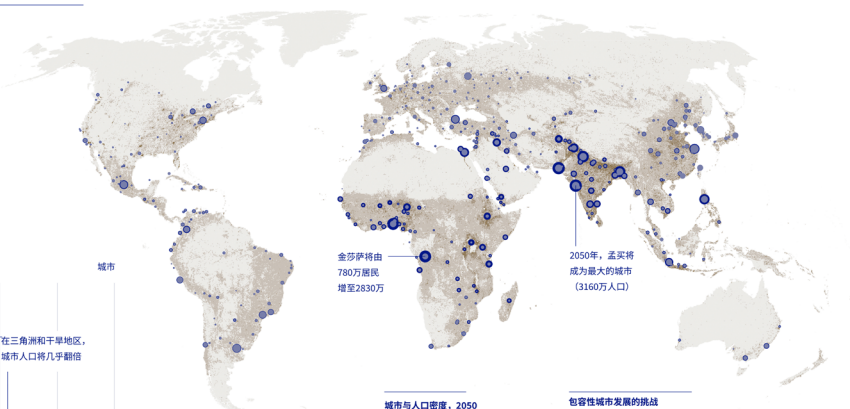 金莎萨将由
780万居民
增至2830万
2050年，孟买将
成为最大的城市
（3160万人口）
城市
在三角洲和干旱地区，
城市人口将几乎翻倍
城市与人口密度，2050
包容性城市发展的挑战